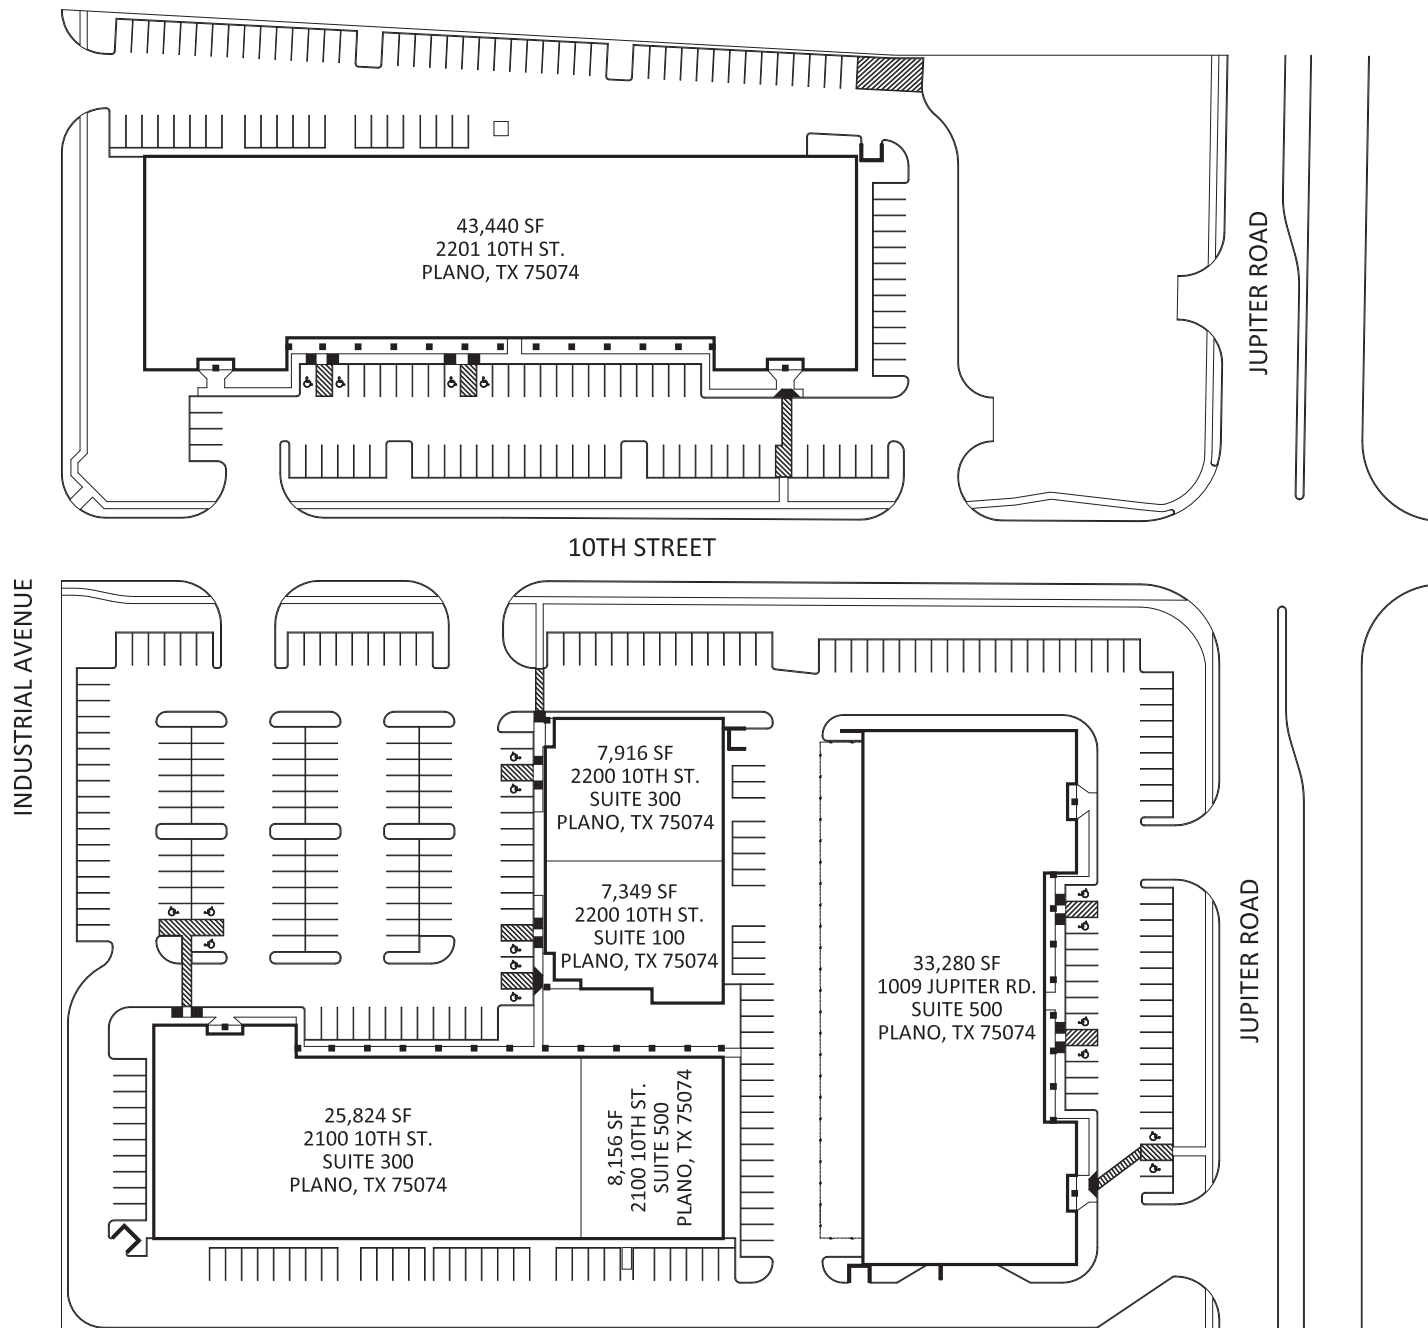 43,440 SF
2201 10TH ST.
PLANO, TX 75074
JUPITER ROAD
10TH STREET
INDUSTRIAL AVENUE
7,916 SF
2200 10TH ST.
SUITE 300
PLANO, TX 75074
7,349 SF
2200 10TH ST.
SUITE 100
PLANO, TX 75074
33,280 SF
1009 JUPITER RD.
SUITE 500
PLANO, TX 75074
JUPITER ROAD
25,824 SF
2100 10TH ST.
SUITE 300
PLANO, TX 75074
8,156 SF
2100 10TH ST.
SUITE 500
PLANO, TX 75074